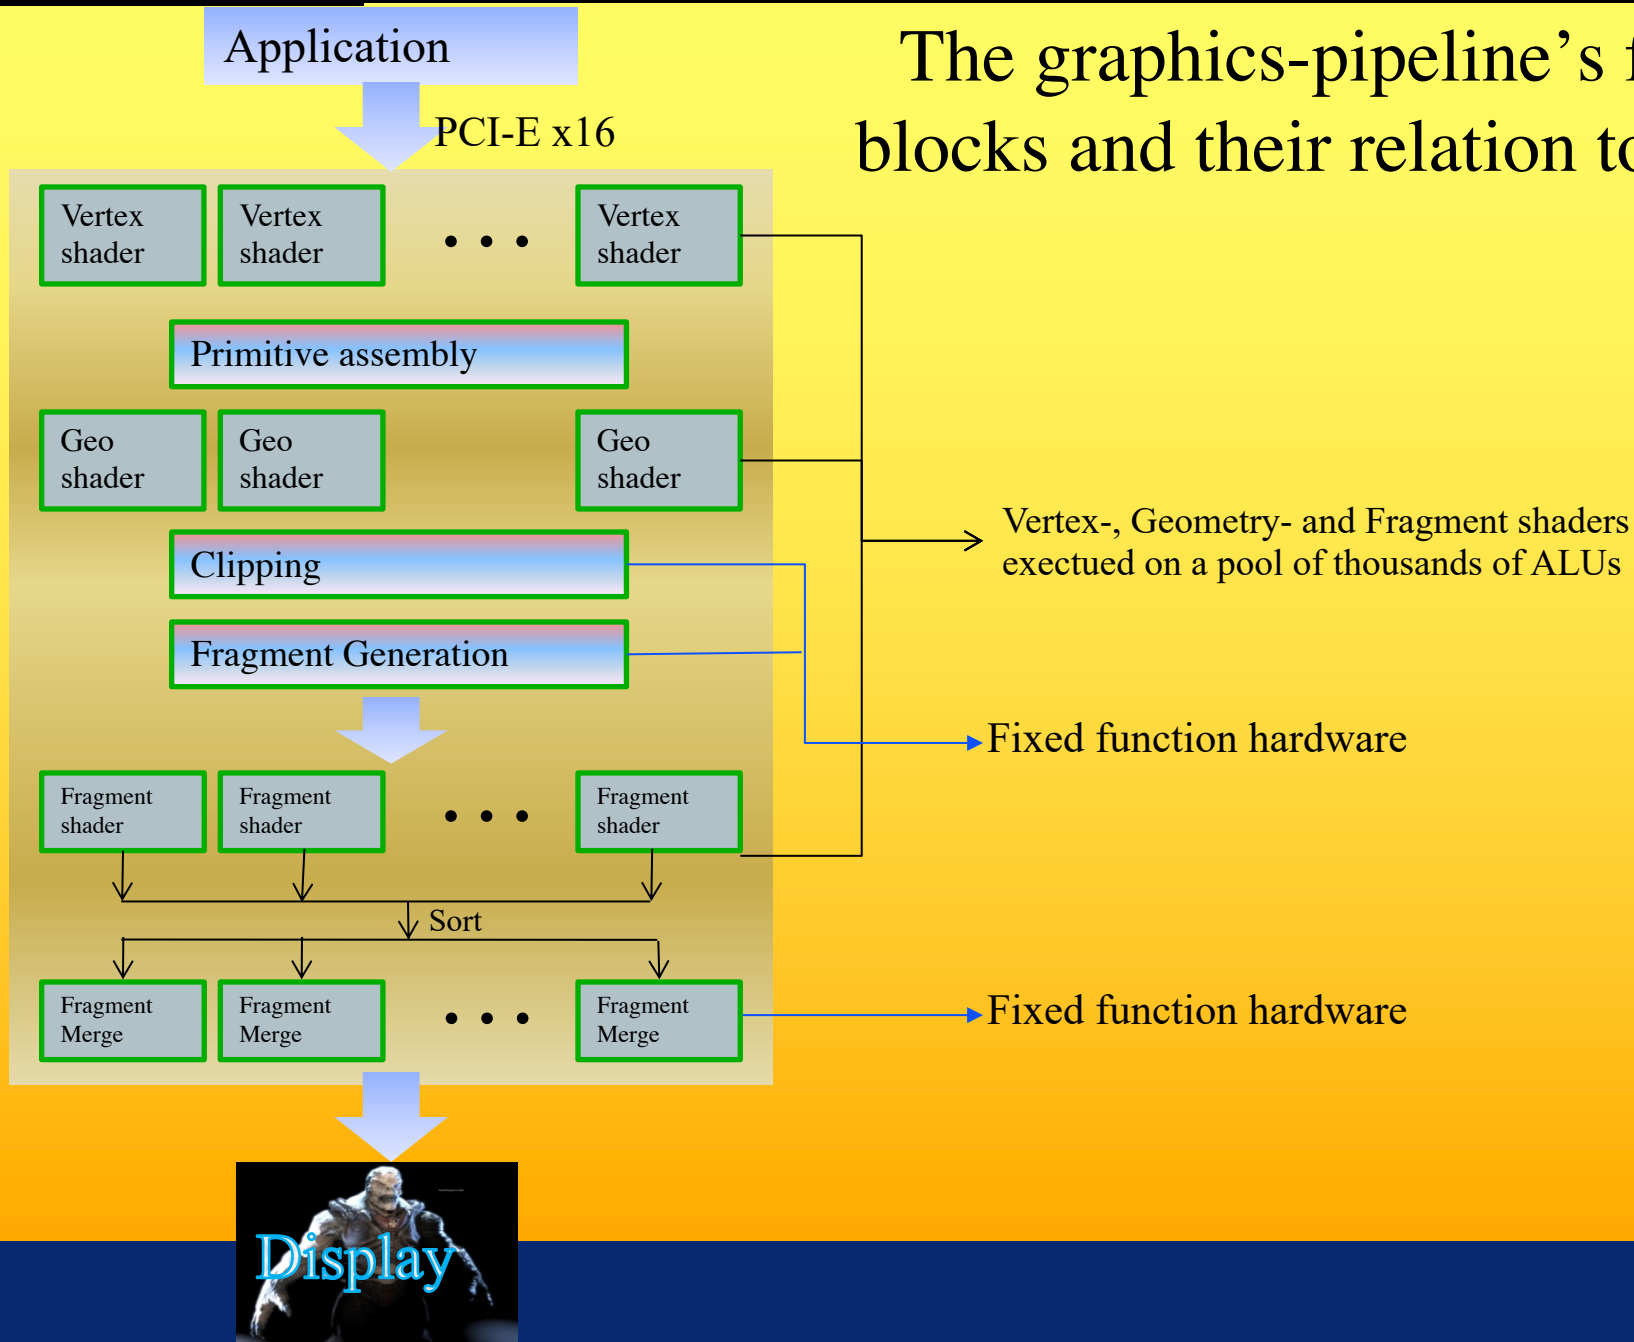 Application
The graphics-pipeline’s
blocks and their relation
PCI-E x16
Vertex
shader
Vertex
shader
• • •
Vertex
shader
Primitive assembly
Geo
shader
Geo
shader
Geo
shader
Clipping
Vertex-, Geometry- and Fragment shaders
exectued on a pool of thousands of ALUs
Fragment Generation
Fixed function hardware
Fragment
shader
Fragment
shader
• • •
Fragment
shader
Sort
Fragment
Merge
Fragment
Merge
• • •
Fragment
Merge
Fixed function hardware
Display